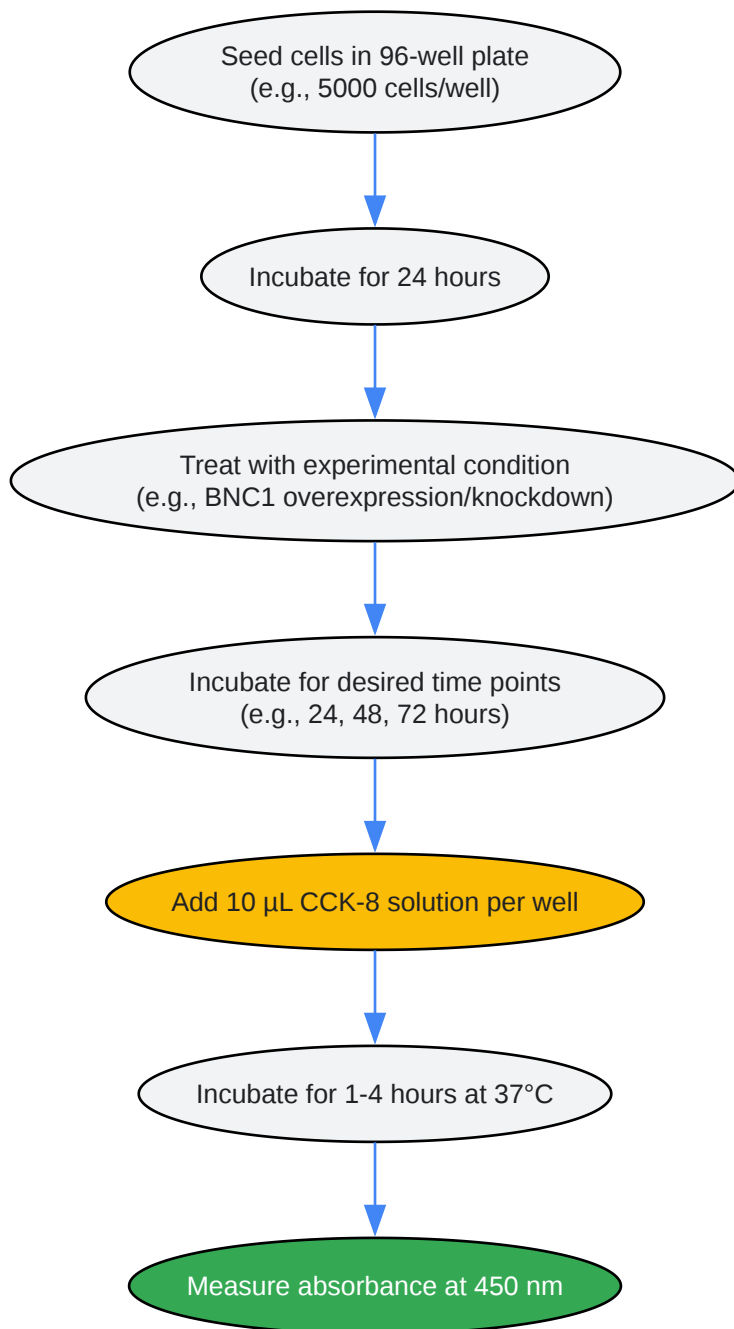 Seed cells in 96-well plate
(e.g., 5000 cells/well)
Incubate for 24 hours
Treat with experimental condition
(e.g., BNC1 overexpression/knockdown)
Incubate for desired time points
(e.g., 24, 48, 72 hours)
Add 10 µL CCK-8 solution per well
Incubate for 1-4 hours at 37°C
Measure absorbance at 450 nm